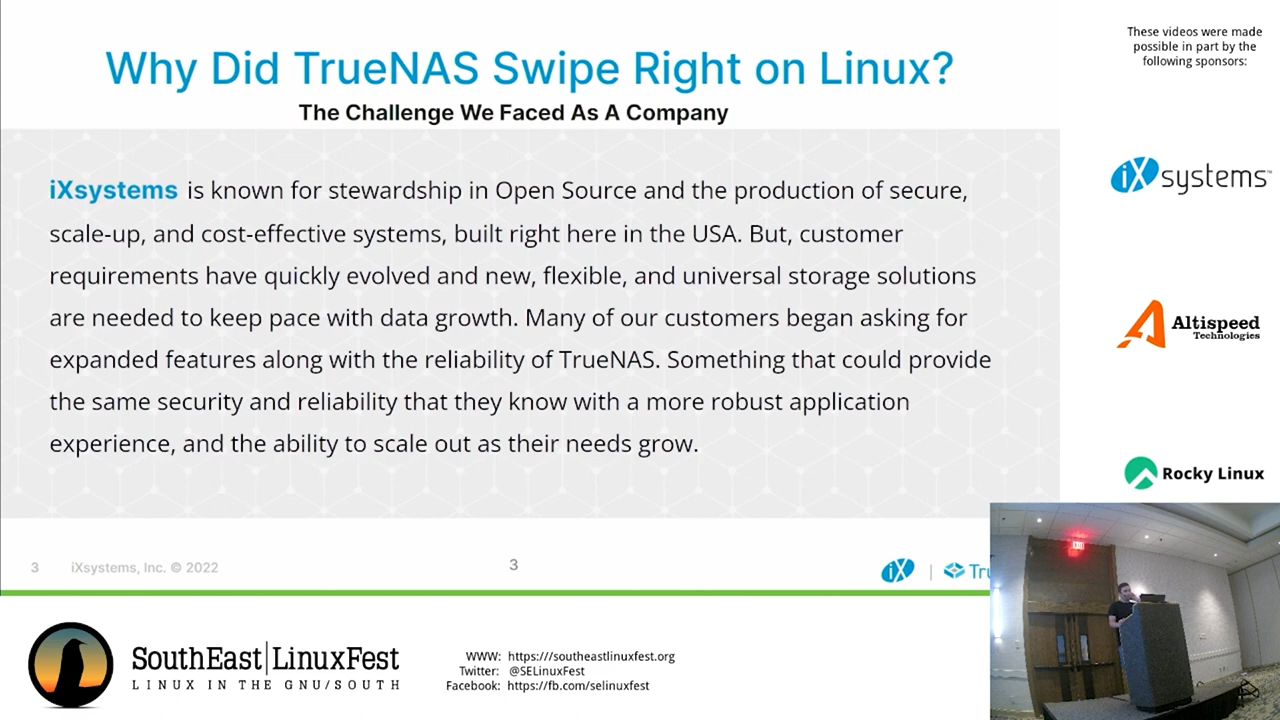 Why Did TrueNAS Swipe Right on Linux?
The Challenge We Faced As A Company
iXsystems is known for stewardship in Open Source and the production of secure,
scale-up, and cost-effective systems, built right here in the USA. But, customer
requirements have quickly evolved and new, flexible, and universal storage solutions
are needed to keep pace with data growth. Many of our customers began asking for
expanded features along with the reliability of TrueNAS. Something that could provide
the same security and reliability that they know with a more robust application
experience, and the ability to scale out as their needs grow.
3 iXsystems, Inc. © 2022 3 iX | Tru
These videos were made
possible in part by the
following sponsors:
iXsystems™
Altispeed
Technologies
Rocky Linux
EXIT
SouthEast|LinuxFest
LINUX IN THE GNU/SOUTH
WWW: https://southeastlinuxfest.org
Twitter: @SELinuxFest
Facebook: https://fb.com/selinuxfest